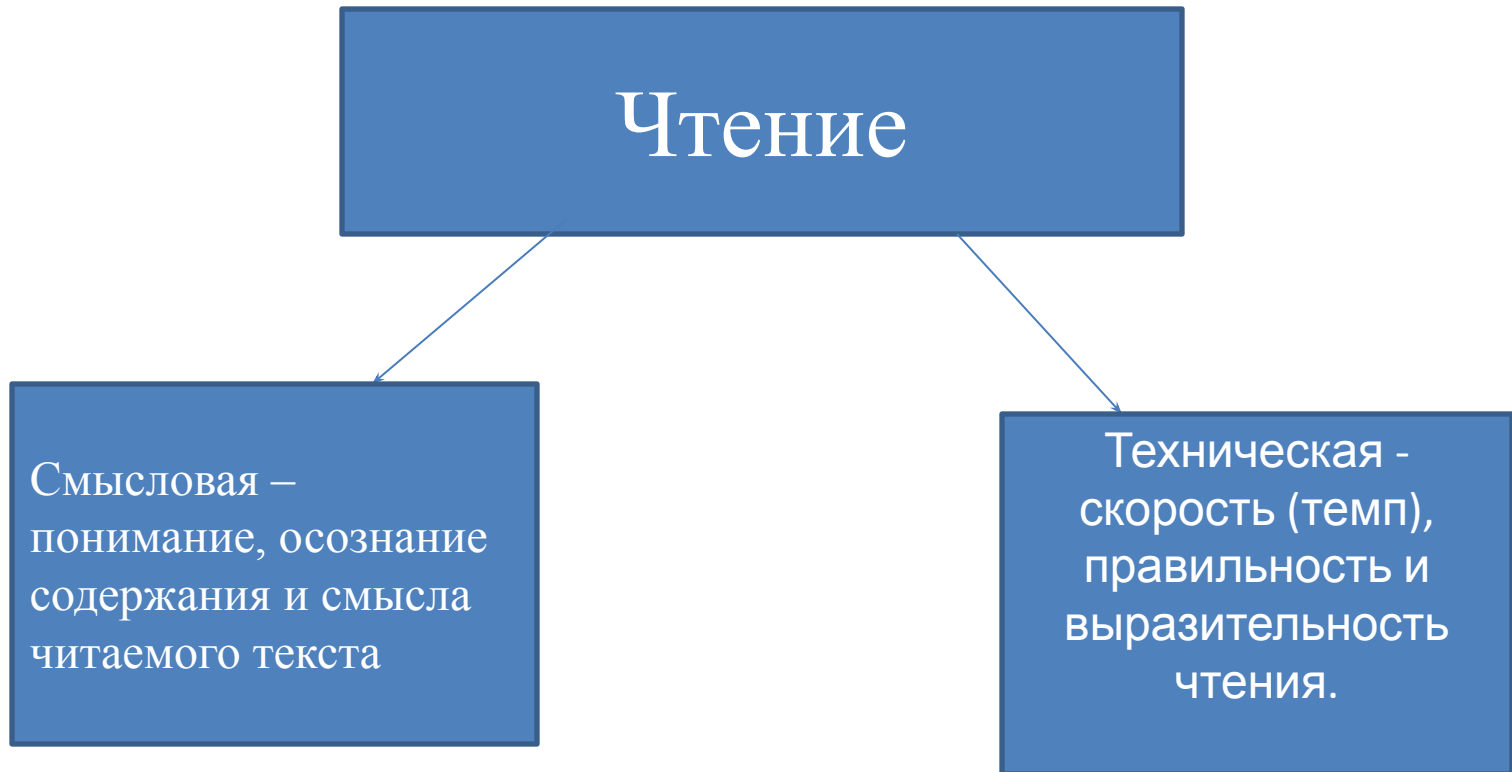 Чтение
Смысловая –
понимание, осознание
содержания и смысла
читаемого текста
Техническая -
скорость (темп),
правильность и
выразительность
чтения.